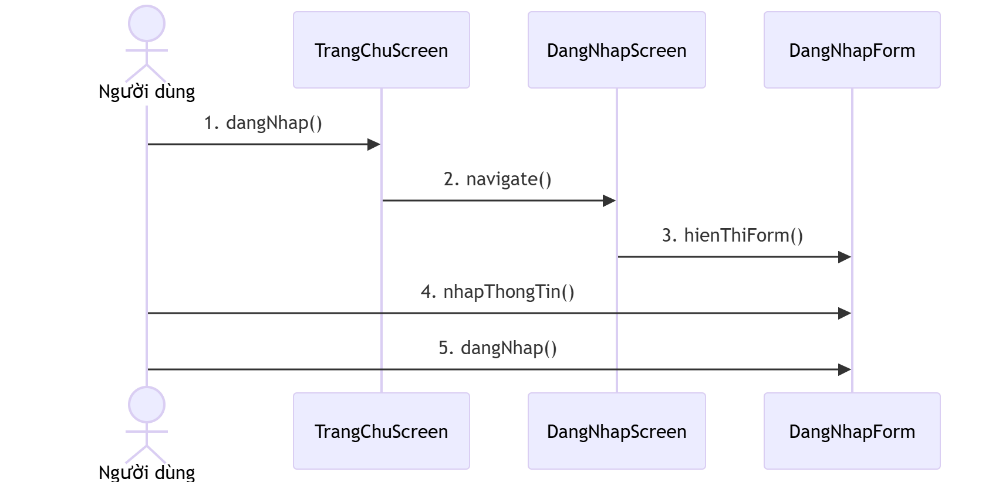 TrangChuScreen
DangNhapScreen
DangNhapForm
Người dùng
1. dangNhap()
2. navigate()
3. hienThiForm()
4. nhapThongTin()
5. dangNhap()
TrangChuScreen
DangNhapScreen
DangNhapForm
Người dùng